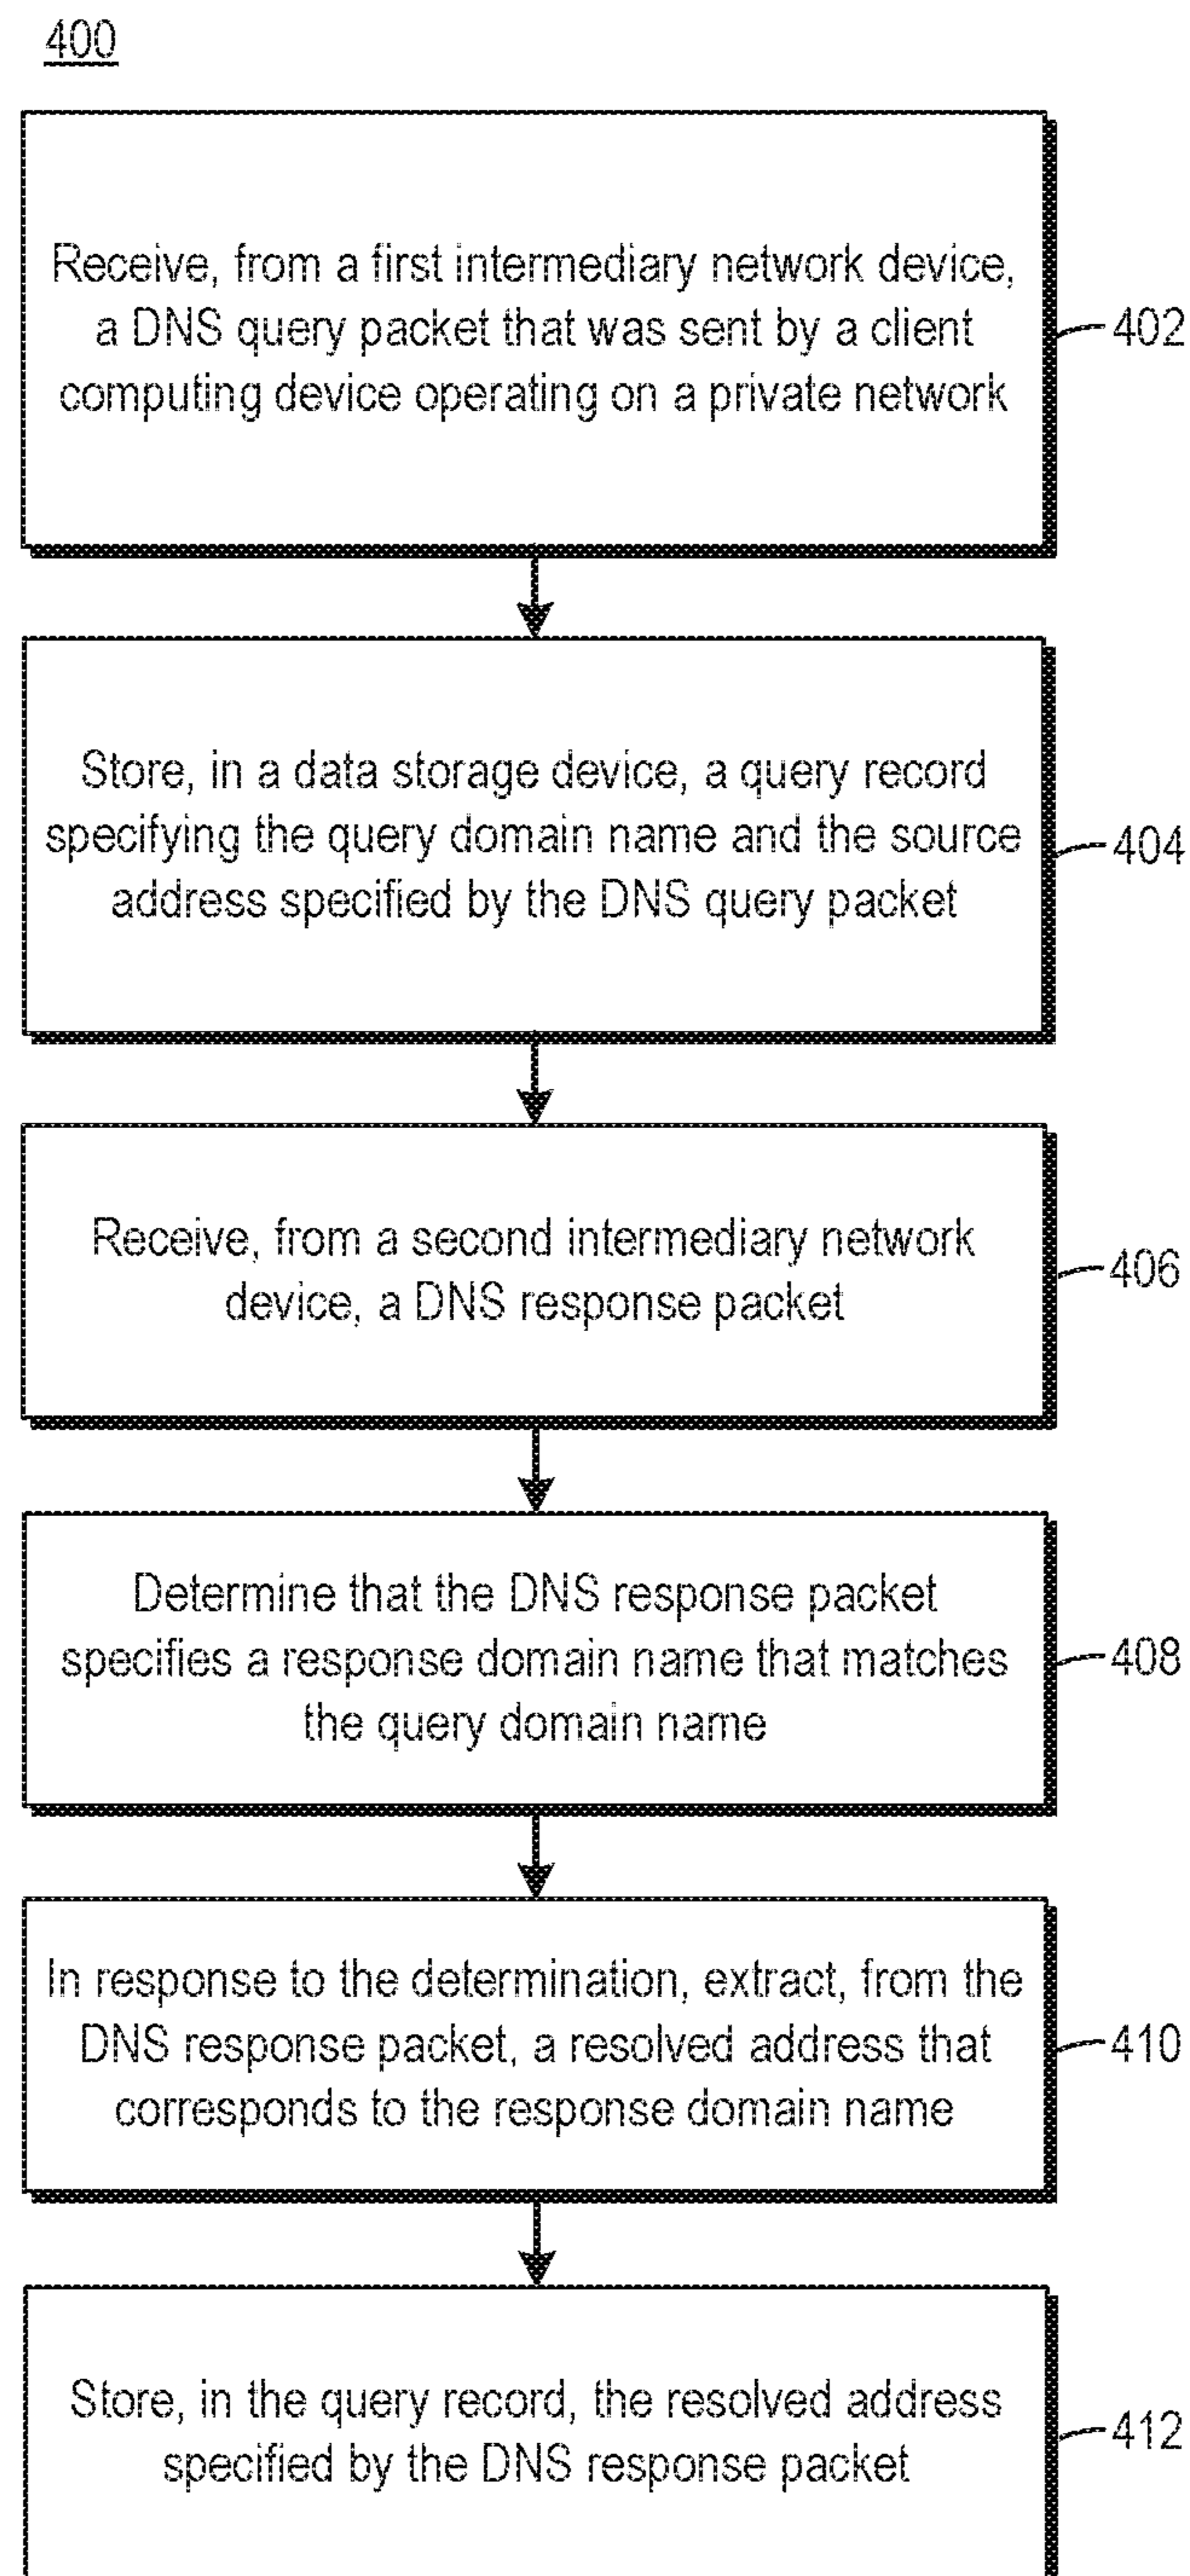 400
Receive, from a first intermediary network device,
a DNS query packet that was sent by a client
computing device operating on a private network
402
Store, in a data storage device, a query record
specifying the query domain name and the source
address specified by the DNS query packet
404
Receive, from a second intermediary network
device, a DNS response packet
406
Determine that the DNS response packet
specifies a response domain name that matches
the query domain name
408
In response to the determination, extract, from the
DNS response packet, a resolved address that
corresponds to the response domain name
410
Store, in the query record, the resolved address
specified by the DNS response packet
412